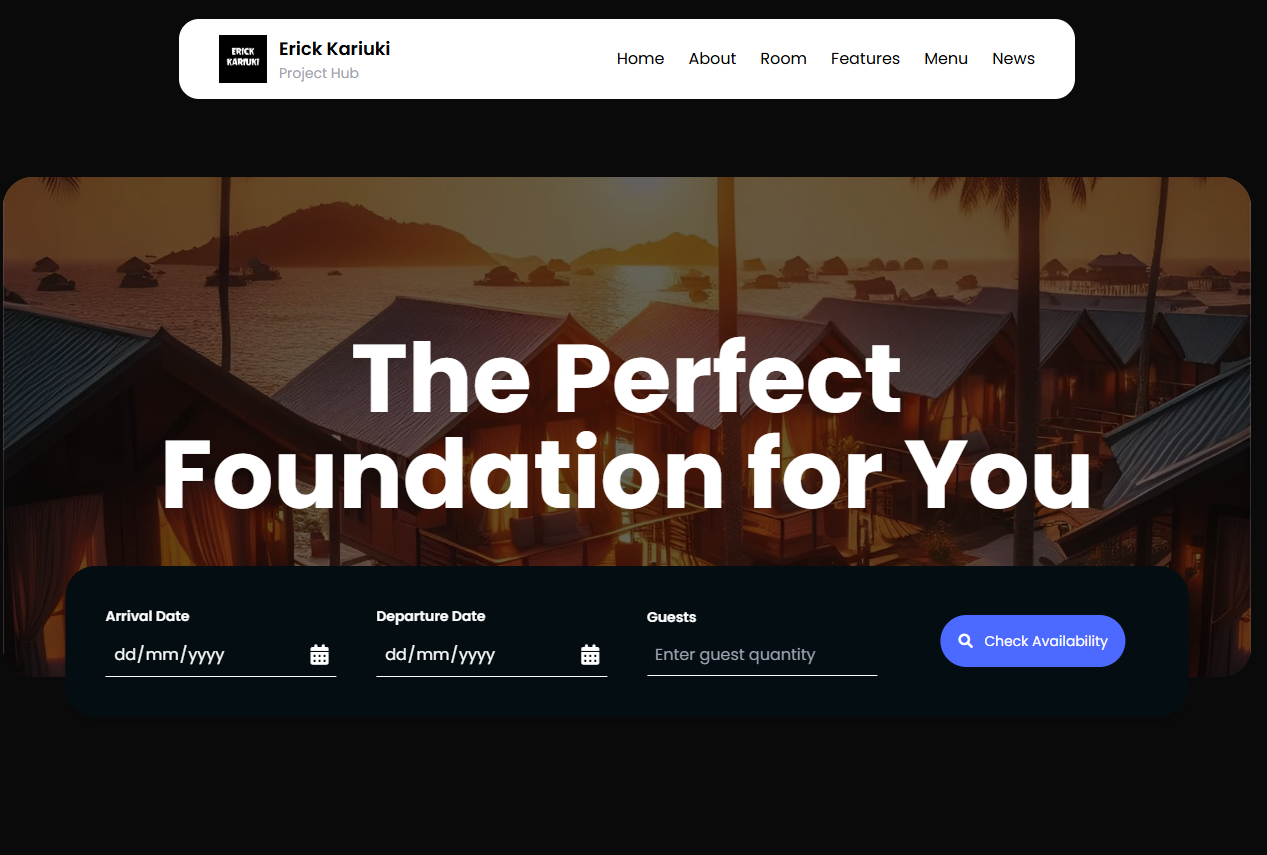 ERICK
KARIUKI
Erick Kariuki
Project Hub
Home About Room Features Menu News
The Perfect
Foundation for You
Arrival Date
dd/mm/yyyy
Departure Date
dd/mm/yyyy
Guests
Enter guest quantity
Check Availability